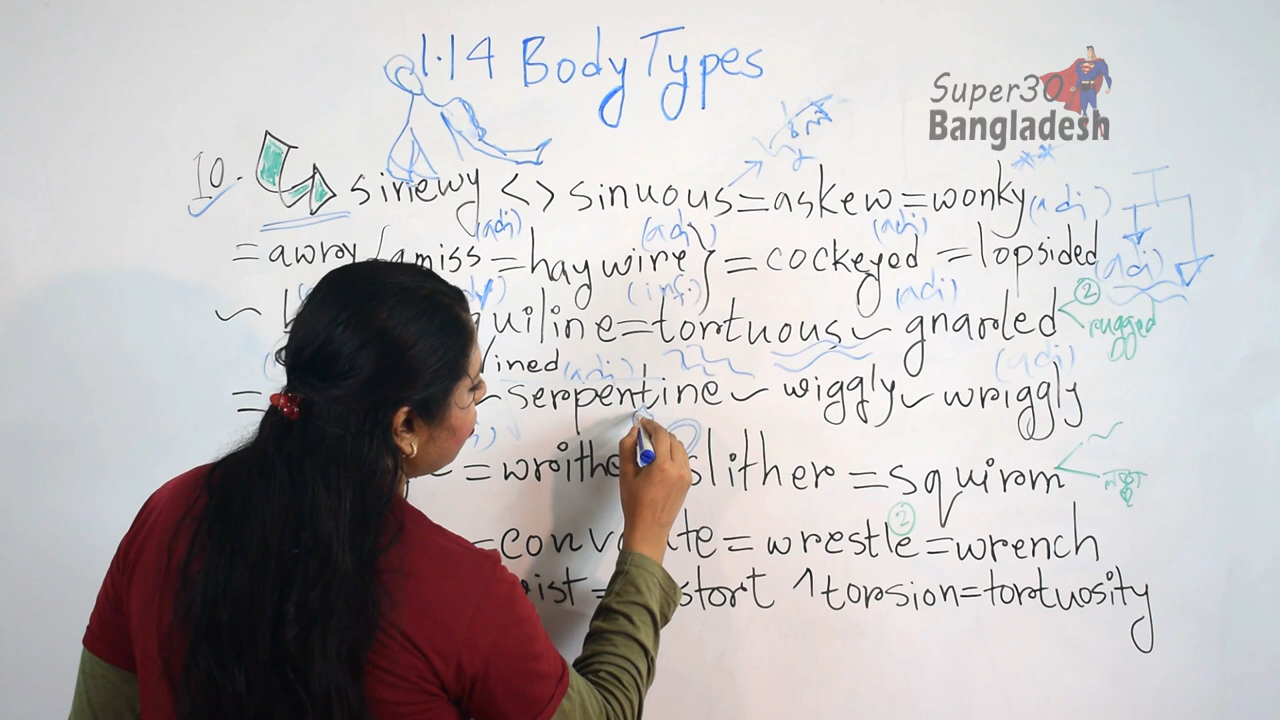 1.14 Body Types
Super30
Bangladesh
10. sinewy <> sinuous = askew = wonky (adj)
(adj) (adj) (adj)
= awry / amiss = haywire } = cockeyed = lopsided (adj)
(inf) (adj)
~ quiline = tortuous ~ gnarled < ② rugged
lined (adj) (adj)
= ~ serpentine ~ wiggly ~ wriggly
= writhe slither = squirm
= conv te = wrestle ② = wrench
ist = stort ^ torsion = tortuosity